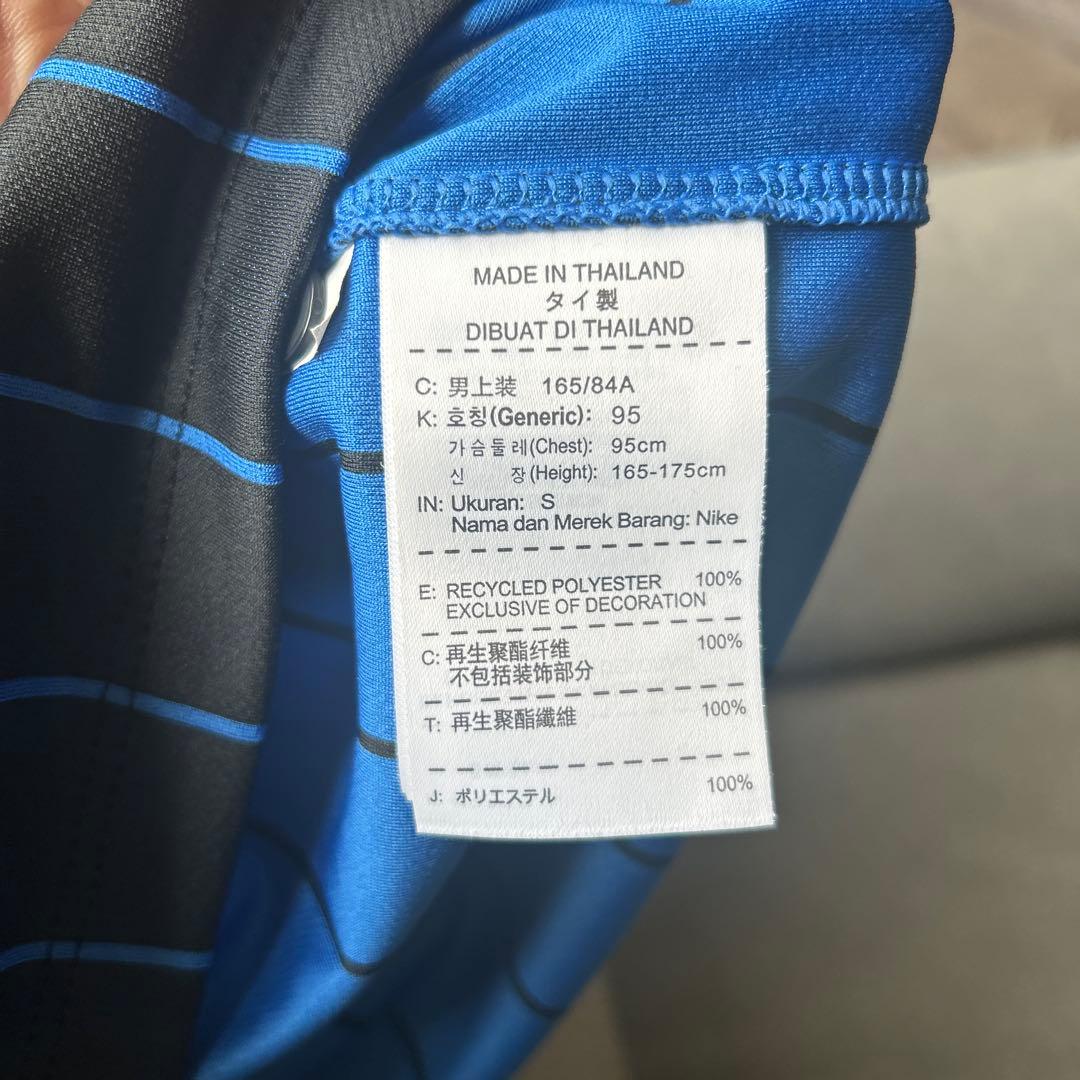 MADE IN THAILAND
タイ製
DIBUAT DI THAILAND
C: 男上装 165/84A
K: 호칭(Generic): 95
가슴둘레(Chest): 95cm
신 장(Height): 165-175cm
IN: Ukuran: S
Nama dan Merek Barang: Nike
E: RECYCLED POLYESTER 100%
EXCLUSIVE OF DECORATION
C: 再生聚酯纤维 100%
不包括装饰部分
T: 再生聚酯纖維 100%
J: ポリエステル 100%